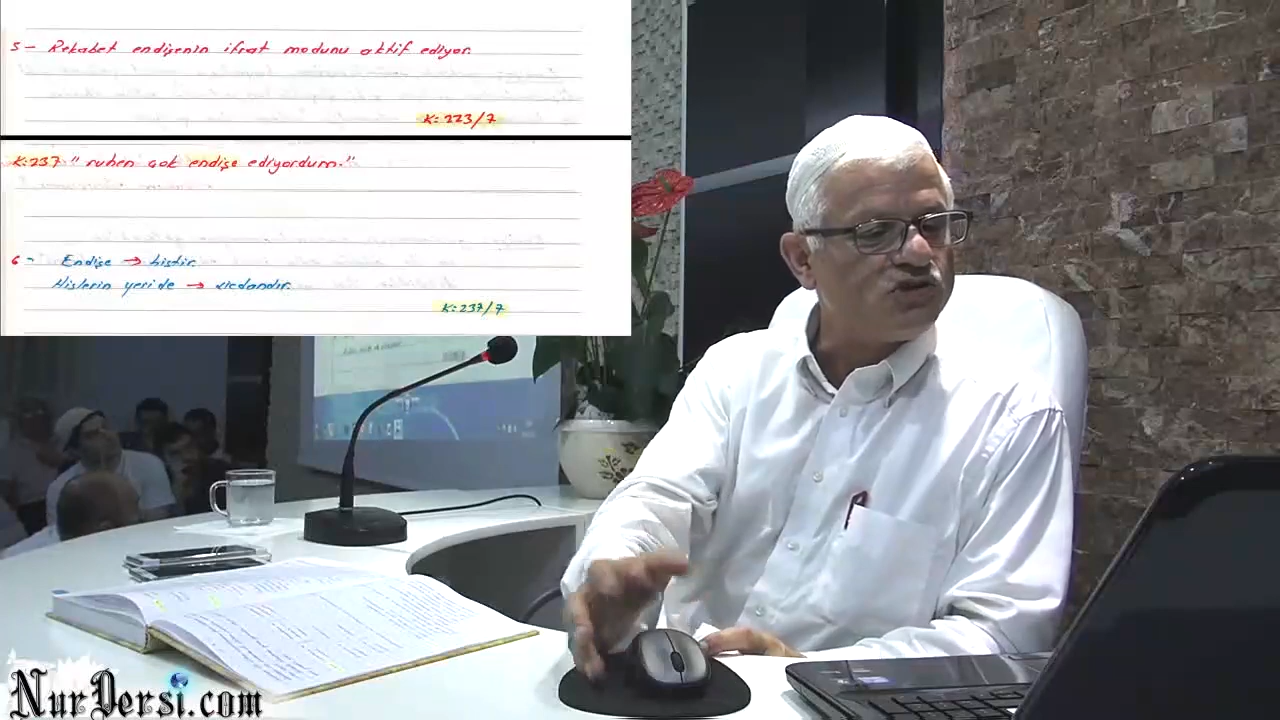 5 - Rekabet endişenin ifrat modunu aktif ediyor.
K: 223/7
K:237 " ruhen çok endişe ediyordum."
6 - Endişe → histir.
Hislerin yeri de → vicdandır.
K: 237/7
NurDersi.com